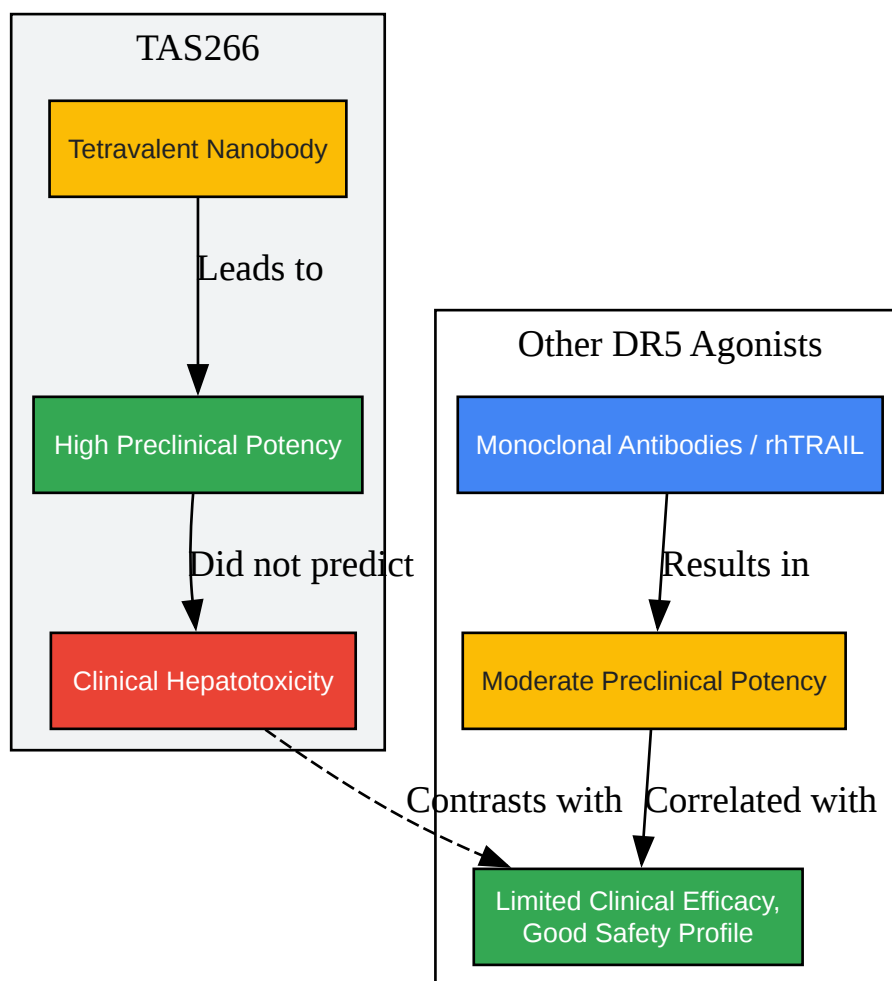 TAS266
Tetravalent Nanobody
Leads to
High Preclinical Potency
Did not predict
Clinical Hepatotoxicity
Contrasts with
Other DR5 Agonists
Monoclonal Antibodies / rhTRAIL
Results in
Moderate Preclinical Potency
Correlated with
Limited Clinical Efficacy,
Good Safety Profile